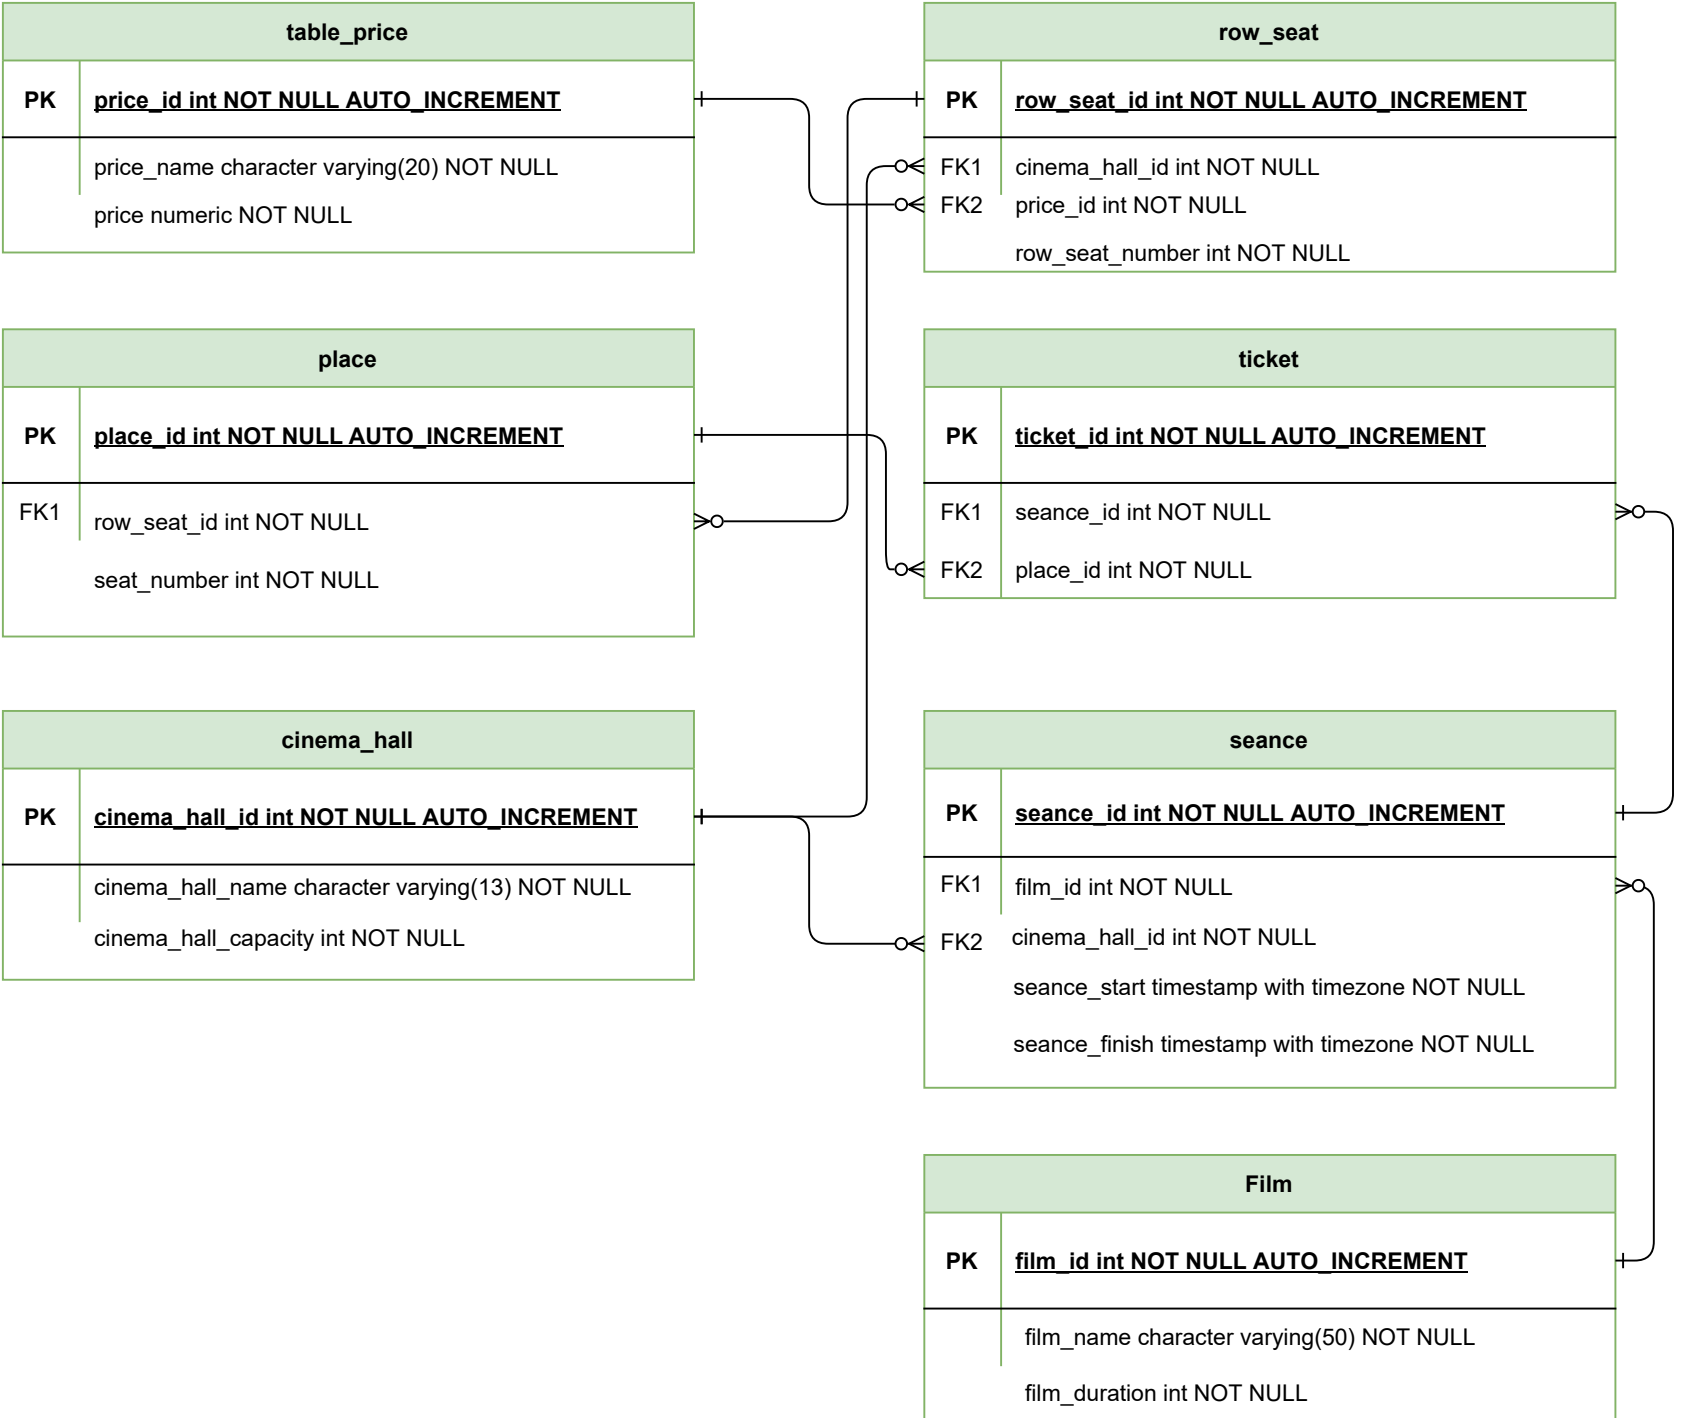 table_price
PK price_id int NOT NULL AUTO_INCREMENT
price_name character varying(20) NOT NULL
price numeric NOT NULL
row_seat
PK row_seat_id int NOT NULL AUTO_INCREMENT
FK1 cinema_hall_id int NOT NULL
FK2 price_id int NOT NULL
row_seat_number int NOT NULL
place
PK place_id int NOT NULL AUTO_INCREMENT
FK1 row_seat_id int NOT NULL
seat_number int NOT NULL
ticket
PK ticket_id int NOT NULL AUTO_INCREMENT
FK1 seance_id int NOT NULL
FK2 place_id int NOT NULL
cinema_hall
PK cinema_hall_id int NOT NULL AUTO_INCREMENT
cinema_hall_name character varying(13) NOT NULL
cinema_hall_capacity int NOT NULL
seance
PK seance_id int NOT NULL AUTO_INCREMENT
FK1 film_id int NOT NULL
FK2 cinema_hall_id int NOT NULL
seance_start timestamp with timezone NOT NULL
seance_finish timestamp with timezone NOT NULL
Film
PK film_id int NOT NULL AUTO_INCREMENT
film_name character varying(50) NOT NULL
film_duration int NOT NULL